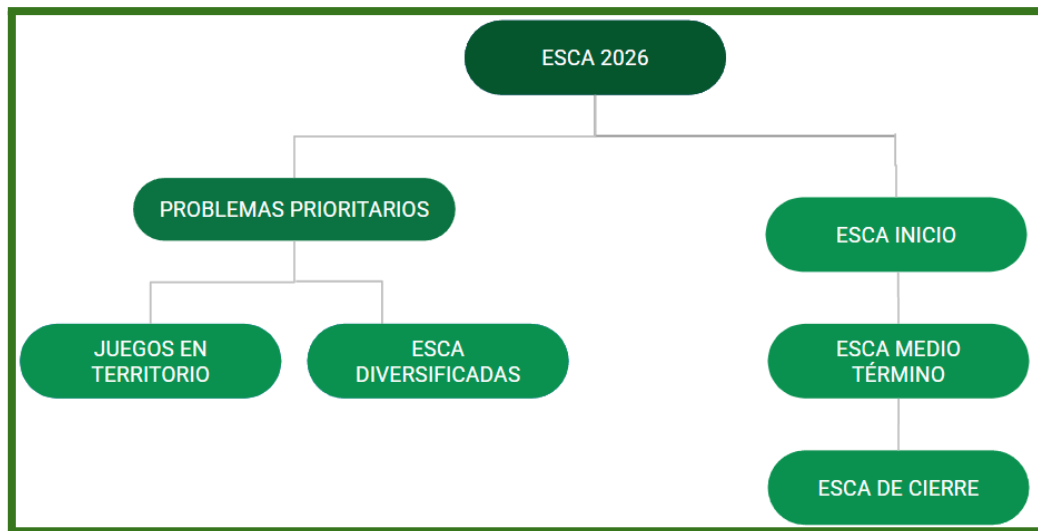 ESCA 2026
PROBLEMAS PRIORITARIOS
ESCA INICIO
JUEGOS EN
TERRITORIO
ESCA
DIVERSIFICADAS
ESCA MEDIO
TÉRMINO
ESCA DE CIERRE